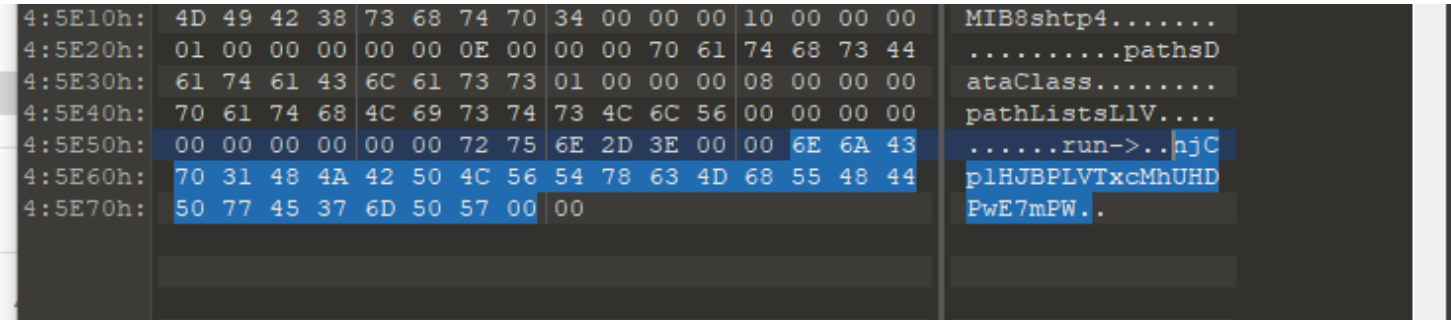 4:5E10h: 4D 49 42 38 73 68 74 70 34 00 00 00 10 00 00 00 MIB8shtp4.......
4:5E20h: 01 00 00 00 00 00 0E 00 00 00 70 61 74 68 73 44 ..........pathsD
4:5E30h: 61 74 61 43 6C 61 73 73 01 00 00 00 08 00 00 00 ataClass........
4:5E40h: 70 61 74 68 4C 69 73 74 73 4C 6C 56 00 00 00 00 pathListsLlV....
4:5E50h: 00 00 00 00 00 00 72 75 6E 2D 3E 00 00 6E 6A 43 ......run->..njC
4:5E60h: 70 31 48 4A 42 50 4C 56 54 78 63 4D 68 55 48 44 p1HJBPLVTxcMhUHD
4:5E70h: 50 77 45 37 6D 50 57 00 00 PwE7mPW..